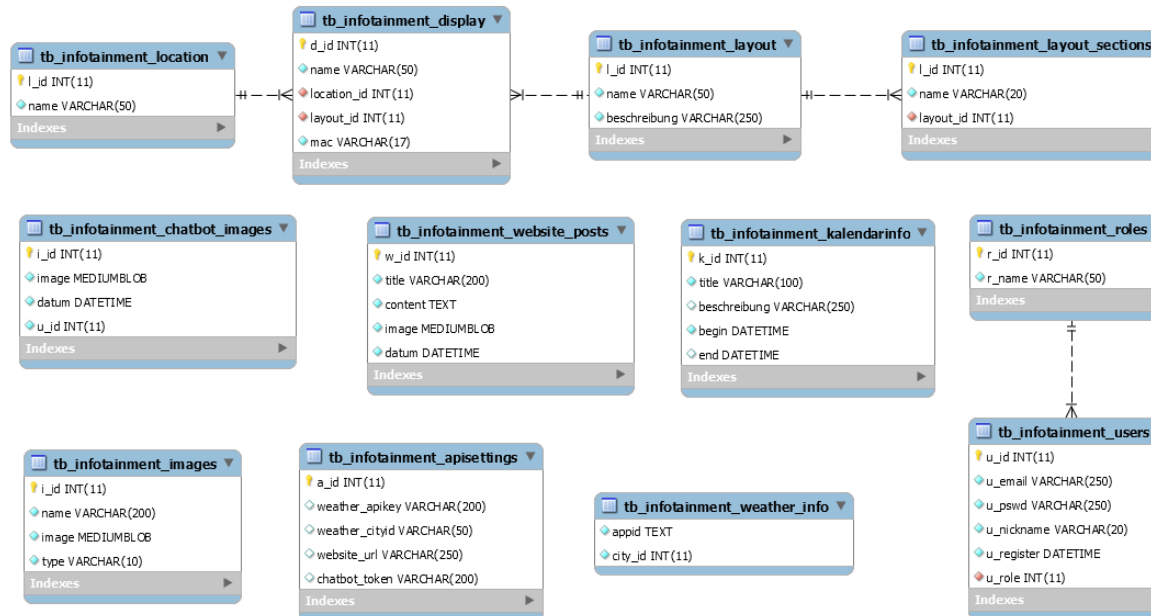 tb_infotainment_location
l_id INT(11)
name VARCHAR(50)
Indexes
tb_infotainment_display
d_id INT(11)
name VARCHAR(50)
location_id INT(11)
layout_id INT(11)
mac VARCHAR(17)
Indexes
tb_infotainment_layout
l_id INT(11)
name VARCHAR(50)
beschreibung VARCHAR(250)
Indexes
tb_infotainment_layout_sections
l_id INT(11)
name VARCHAR(20)
layout_id INT(11)
Indexes
tb_infotainment_chatbot_images
i_id INT(11)
image MEDIUMBLOB
datum DATETIME
u_id INT(11)
Indexes
tb_infotainment_website_posts
w_id INT(11)
title VARCHAR(200)
content TEXT
image MEDIUMBLOB
datum DATETIME
Indexes
tb_infotainment_kalendarinfo
k_id INT(11)
title VARCHAR(100)
beschreibung VARCHAR(250)
begin DATETIME
end DATETIME
Indexes
tb_infotainment_roles
r_id INT(11)
r_name VARCHAR(50)
Indexes
tb_infotainment_images
i_id INT(11)
name VARCHAR(200)
image MEDIUMBLOB
type VARCHAR(10)
Indexes
tb_infotainment_apisettings
a_id INT(11)
weather_apikey VARCHAR(200)
weather_cityid VARCHAR(50)
website_url VARCHAR(250)
chatbot_token VARCHAR(200)
Indexes
tb_infotainment_weather_info
appid TEXT
city_id INT(11)
Indexes
tb_infotainment_users
u_id INT(11)
u_email VARCHAR(250)
u_pswd VARCHAR(250)
u_nickname VARCHAR(20)
u_register DATETIME
u_role INT(11)
Indexes